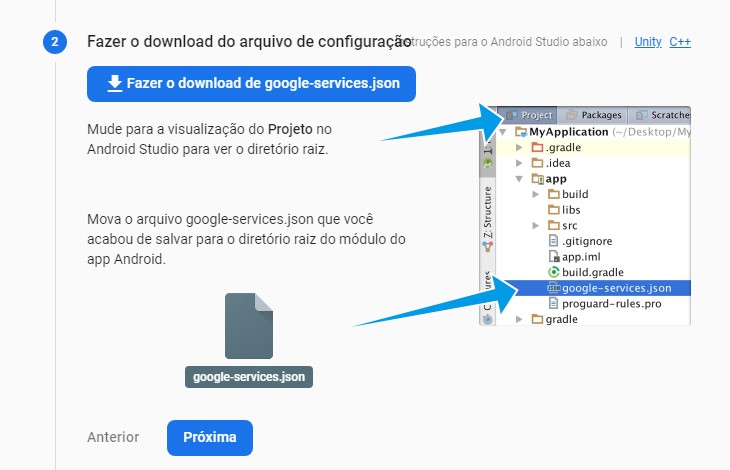 2
Fazer o download do arquivo de configuração
Instruções para o Android Studio abaixo | Unity C++
Fazer o download de google-services.json
Mude para a visualização do Projeto no
Android Studio para ver o diretório raiz.
Mova o arquivo google-services.json que você
acabou de salvar para o diretório raiz do módulo do
app Android.
google-services.json
Project Packages Scratches
MyApplication (~/Desktop/My
.gradle
.idea
app
build
libs
src
.gitignore
app.iml
build.gradle
google-services.json
proguard-rules.pro
gradle
Z: Structure
Anterior
Próxima